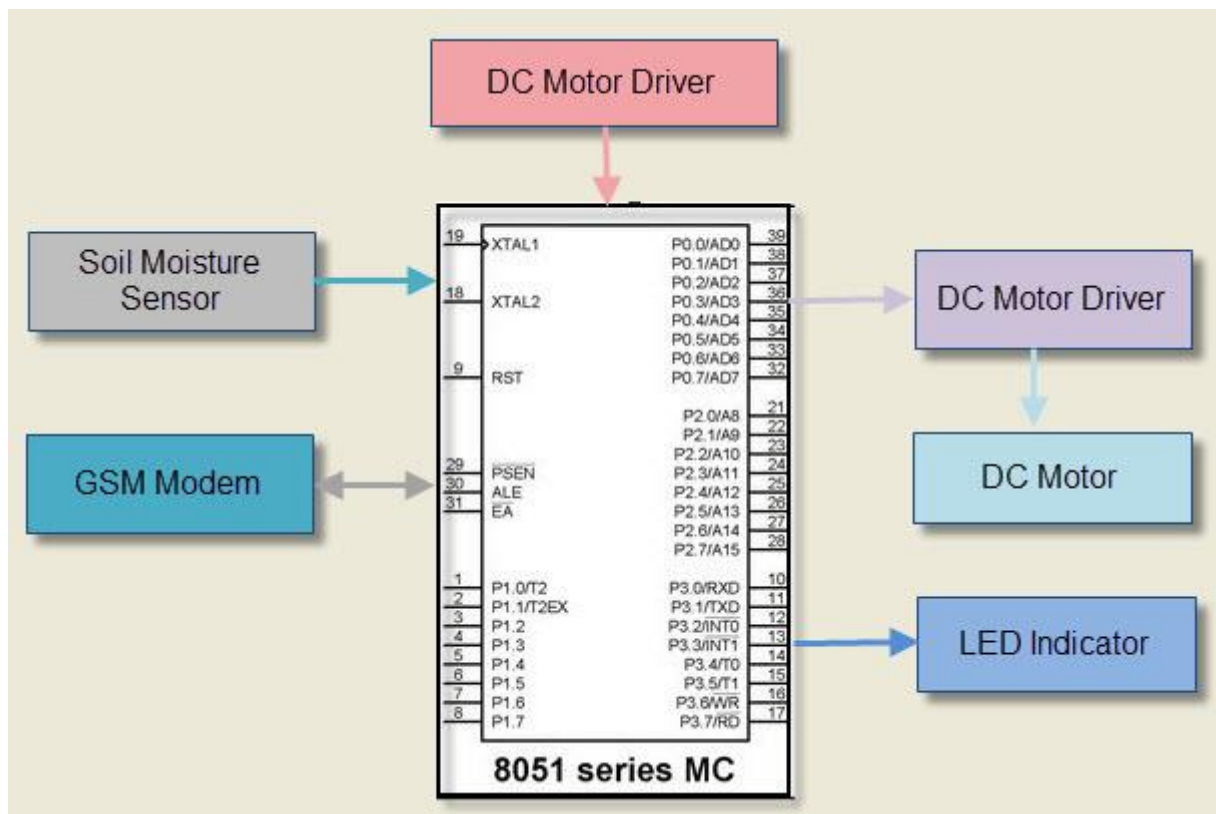 DC Motor Driver
Soil Moisture
Sensor
GSM Modem
19 XTAL1
18 XTAL2
9 RST
29 PSEN
30 ALE
31 EA
1 P1.0/T2
2 P1.1/T2EX
3 P1.2
4 P1.3
5 P1.4
6 P1.5
7 P1.6
8 P1.7
P0.0/AD0 39
P0.1/AD1 38
P0.2/AD2 37
P0.3/AD3 36
P0.4/AD4 35
P0.5/AD5 34
P0.6/AD6 33
P0.7/AD7 32
P2.0/A8 21
P2.1/A9 22
P2.2/A10 23
P2.3/A11 24
P2.4/A12 25
P2.5/A13 26
P2.6/A14 27
P2.7/A15 28
P3.0/RXD 10
P3.1/TXD 11
P3.2/INT0 12
P3.3/INT1 13
P3.4/T0 14
P3.5/T1 15
P3.6/WR 16
P3.7/RD 17
8051 series MC
DC Motor Driver
DC Motor
LED Indicator